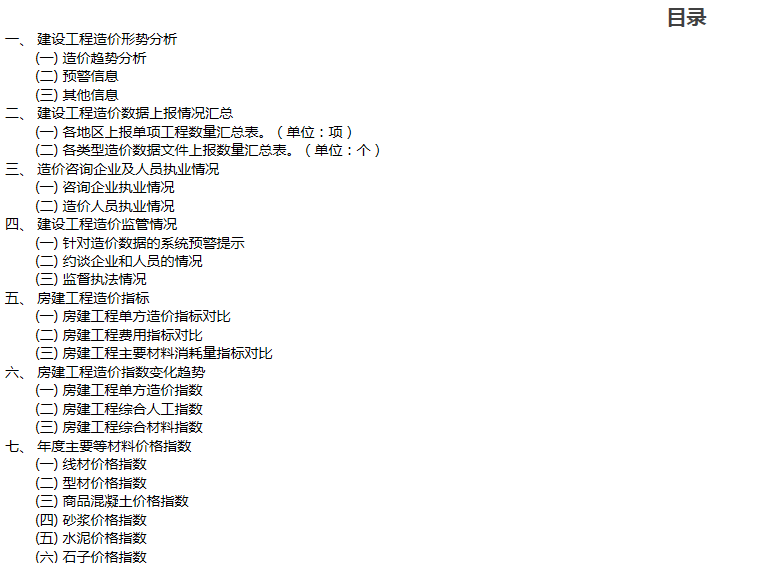 目录
一、 建设工程造价形势分析
(一) 造价趋势分析
(二) 预警信息
(三) 其他信息
二、 建设工程造价数据上报情况汇总
(一) 各地区上报单项工程数量汇总表。（单位：项）
(二) 各类型造价数据文件上报数量汇总表。（单位：个）
三、 造价咨询企业及人员执业情况
(一) 咨询企业执业情况
(二) 造价人员执业情况
四、 建设工程造价监管情况
(一) 针对造价数据的系统预警提示
(二) 约谈企业和人员的情况
(三) 监督执法情况
五、 房建工程造价指标
(一) 房建工程单方造价指标对比
(二) 房建工程费用指标对比
(三) 房建工程主要材料消耗量指标对比
六、 房建工程造价指数变化趋势
(一) 房建工程单方造价指数
(二) 房建工程综合人工指数
(三) 房建工程综合材料指数
七、 年度主要等材料价格指数
(一) 线材价格指数
(二) 型材价格指数
(三) 商品混凝土价格指数
(四) 砂浆价格指数
(五) 水泥价格指数
(六) 石子价格指数